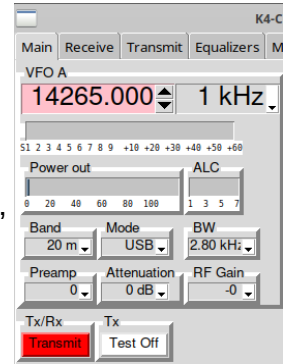 K4-C
Main Receive Transmit Equalizers M
VFO A
14265.000 1 kHz
S1 2 3 4 5 6 7 8 9 +10 +20 +30 +40 +50 +60
Power out ALC
0 20 40 60 80 100 1 3 5 7
,
Band Mode BW
20 m USB 2.80 kHz
Preamp Attenuation RF Gain
0 0 dB -0
Tx/Rx Tx
Transmit Test Off